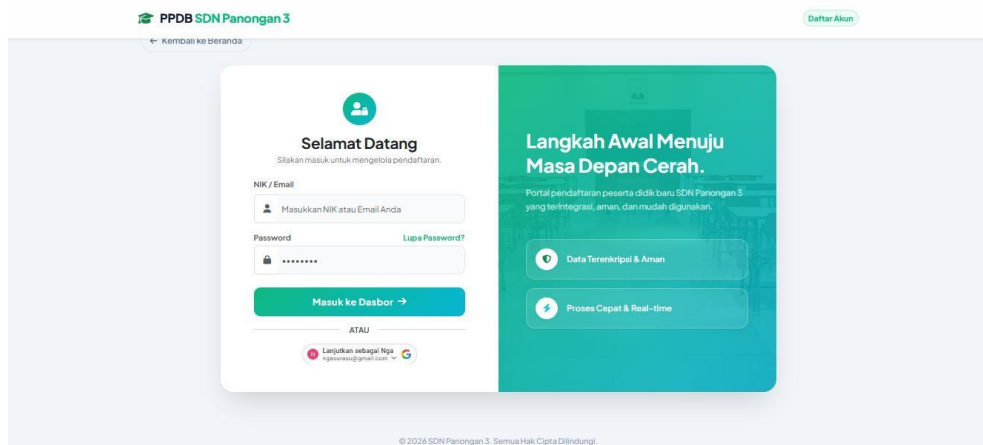 PPDB SDN Panongan 3
Daftar Akun
← Kembali ke Beranda
Selamat Datang
Silakan masuk untuk mengelola pendaftaran.
NIK / Email
Masukkan NIK atau Email Anda
Password
Lupa Password?
••••••••
Masuk ke Dasbor →
ATAU
N
Lanjutkan sebagai Nga
ngasurasu@gmail.com
G
Langkah Awal Menuju
Masa Depan Cerah.
Portal pendaftaran peserta didik baru SDN Panongan 3
yang terintegrasi, aman, dan mudah digunakan.
Data Terenkripsi & Aman
Proses Cepat & Real-time
© 2026 SDN Panongan 3. Semua Hak Cipta Dilindungi.